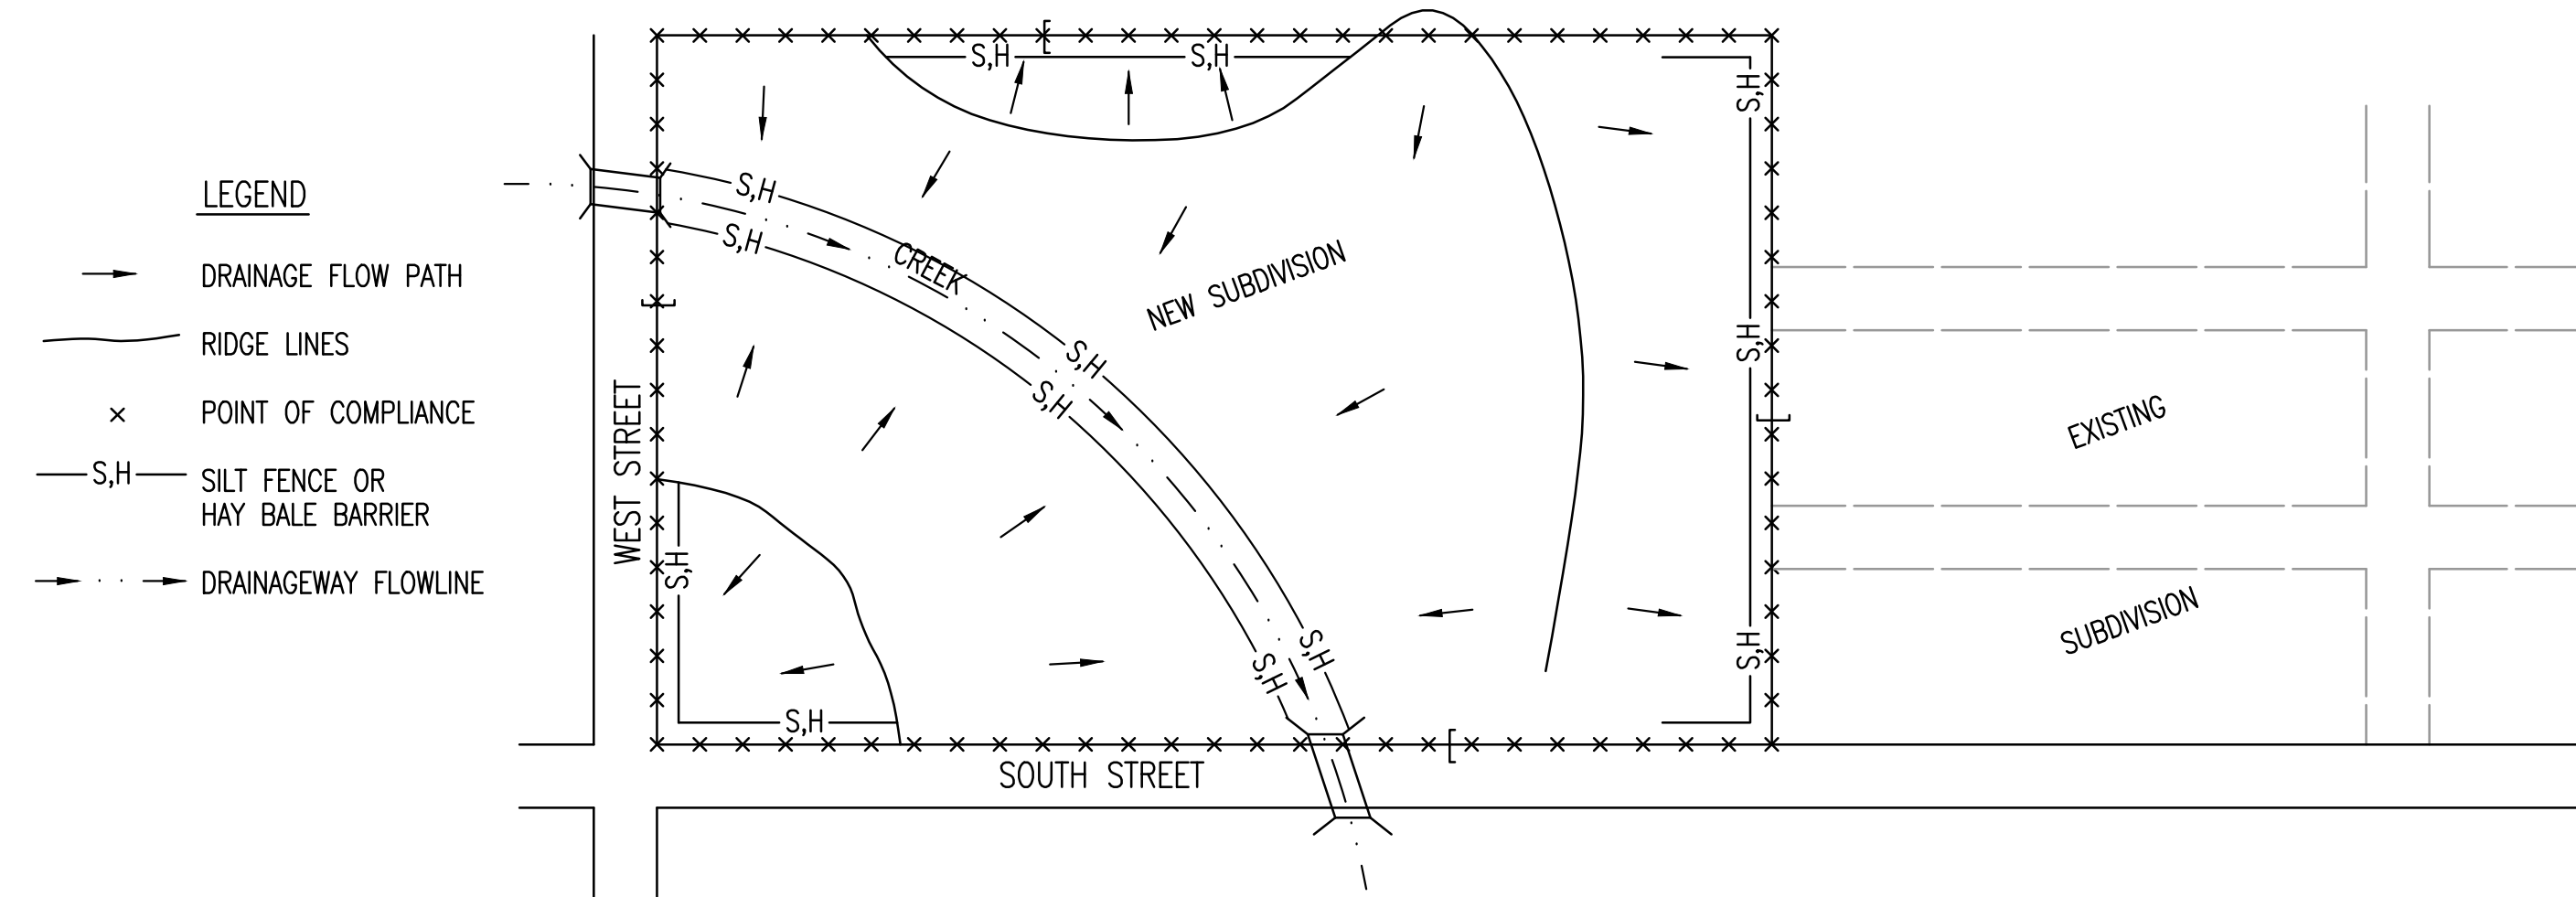 LEGEND
DRAINAGE FLOW PATH
RIDGE LINES
POINT OF COMPLIANCE
S,H
SILT FENCE OR
HAY BALE BARRIER
DRAINAGEWAY FLOWLINE
S,H
S,H
S,H
S,H
S,H
CREEK
NEW SUBDIVISION
S,H
S,H
S,H
WEST STREET
S,H
S,H
S,H
S,H
S,H
SOUTH STREET
EXISTING
SUBDIVISION